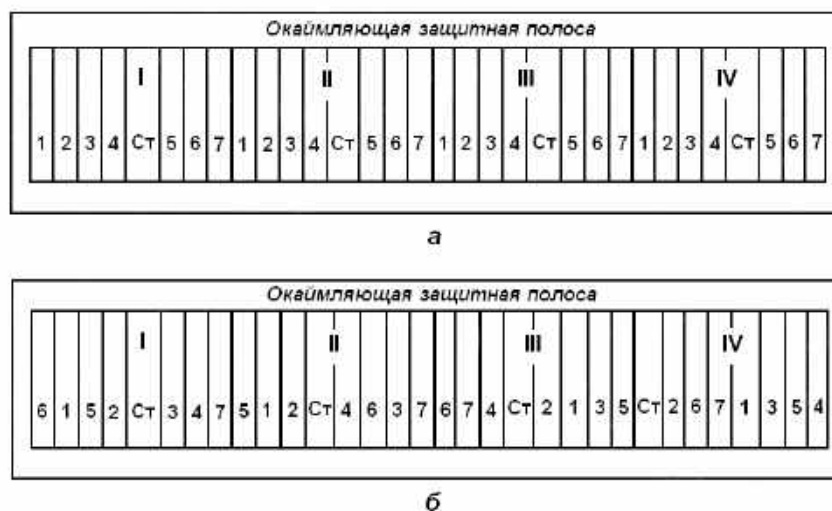 Окаймляющая защитная полоса
I II III IV
1 2 3 4 Ст 5 6 7 1 2 3 4 Ст 5 6 7 1 2 3 4 Ст 5 6 7 1 2 3 4 Ст 5 6 7
а
Окаймляющая защитная полоса
I II III IV
6 1 5 2 Ст 3 4 7 5 1 2 Ст 4 6 3 7 6 7 4 Ст 2 1 3 5 Ст 2 6 7 1 3 5 4
б